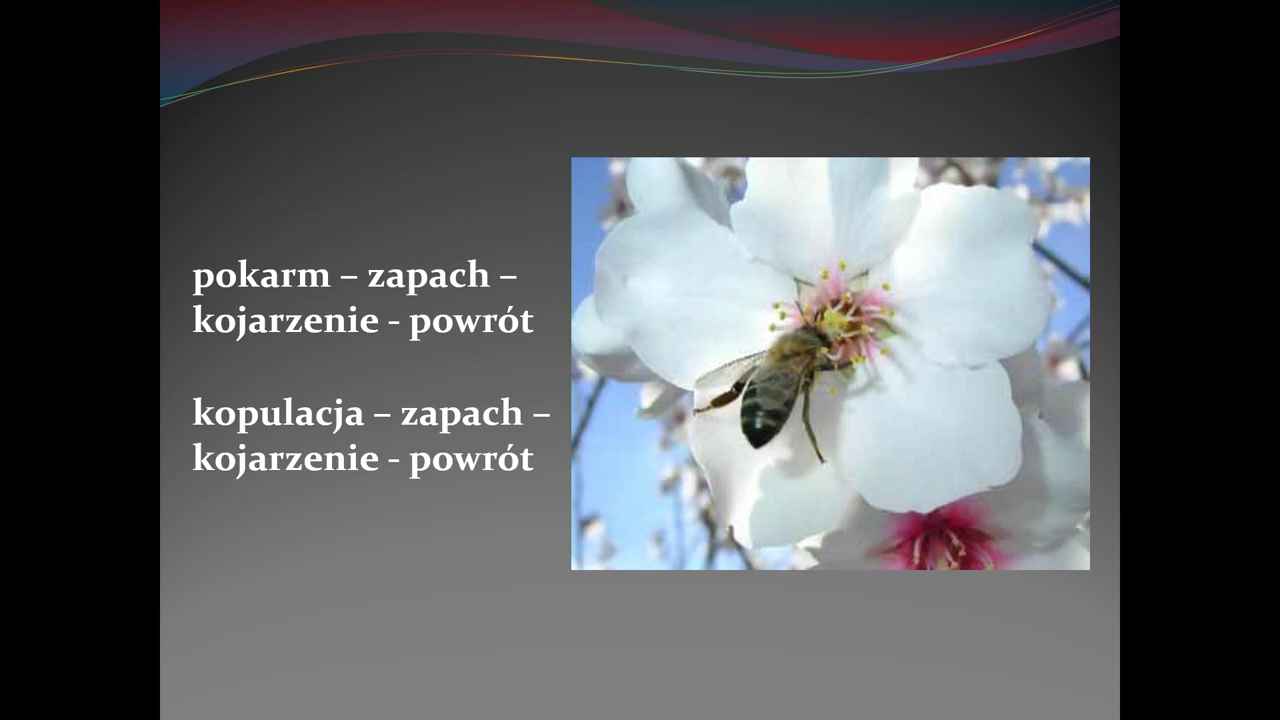 pokarm – zapach –
kojarzenie - powrót
kopulacja – zapach –
kojarzenie - powrót